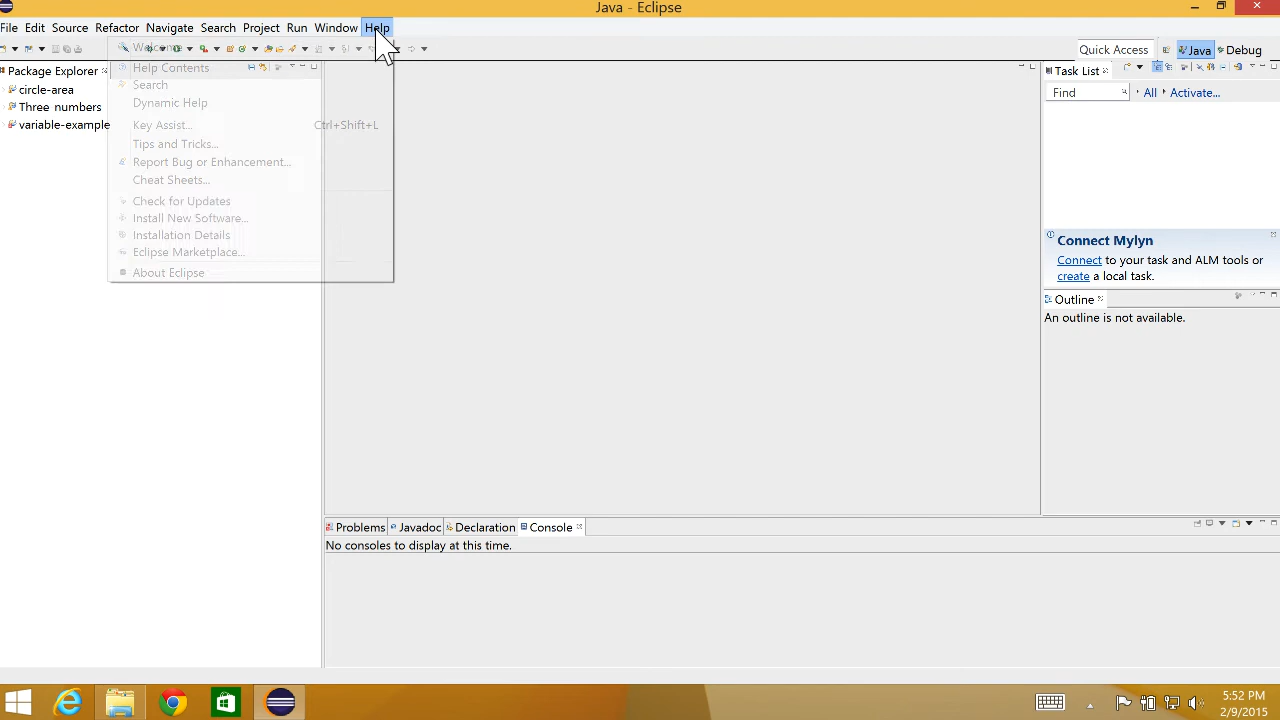 Java - Eclipse
File Edit Source Refactor Navigate Search Project Run Window Help
Welcome
Quick Access
Java
Debug
Package Explorer
Help Contents
Task List
Search
circle-area
Find
All
Activate...
Dynamic Help
Three numbers
Key Assist...
Ctrl+Shift+L
variable-example
Tips and Tricks...
Report Bug or Enhancement...
Cheat Sheets...
Check for Updates
Install New Software...
Installation Details
Eclipse Marketplace...
About Eclipse
Connect Mylyn
Connect to your task and ALM tools or
create a local task.
Outline
An outline is not available.
Problems
Javadoc
Declaration
Console
No consoles to display at this time.
5:52 PM
2/9/2015